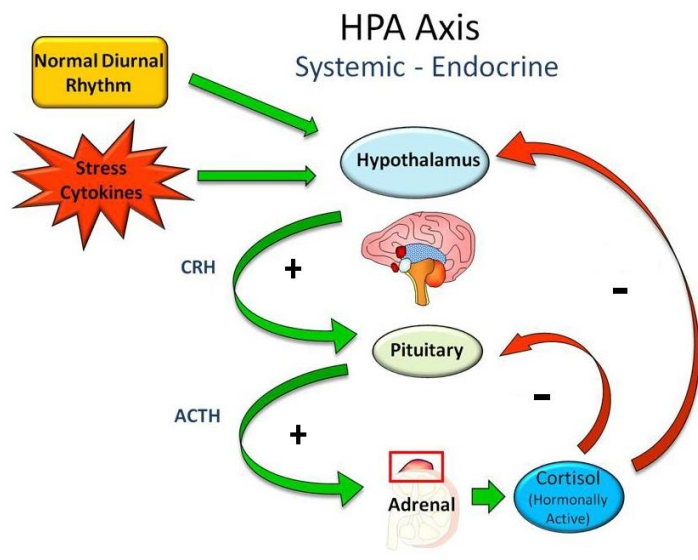 HPA Axis
Systemic - Endocrine
Normal Diurnal
Rhythm
Stress
Cytokines
Hypothalamus
CRH
+
-
Pituitary
-
ACTH
+
Adrenal
Cortisol
(Hormonally
Active)